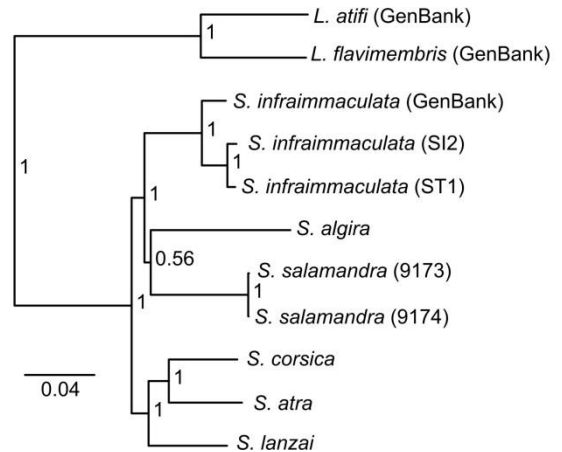 L. atifi (GenBank)
1
L. flavimembris (GenBank)
S. infraimmaculata (GenBank)
1
S. infraimmaculata (SI2)
1
1
S. infraimmaculata (ST1)
1
S. algira
0.56
S. salamandra (9173)
1
1
S. salamandra (9174)
S. corsica
1
0.04
S. atra
1
S. lanzai